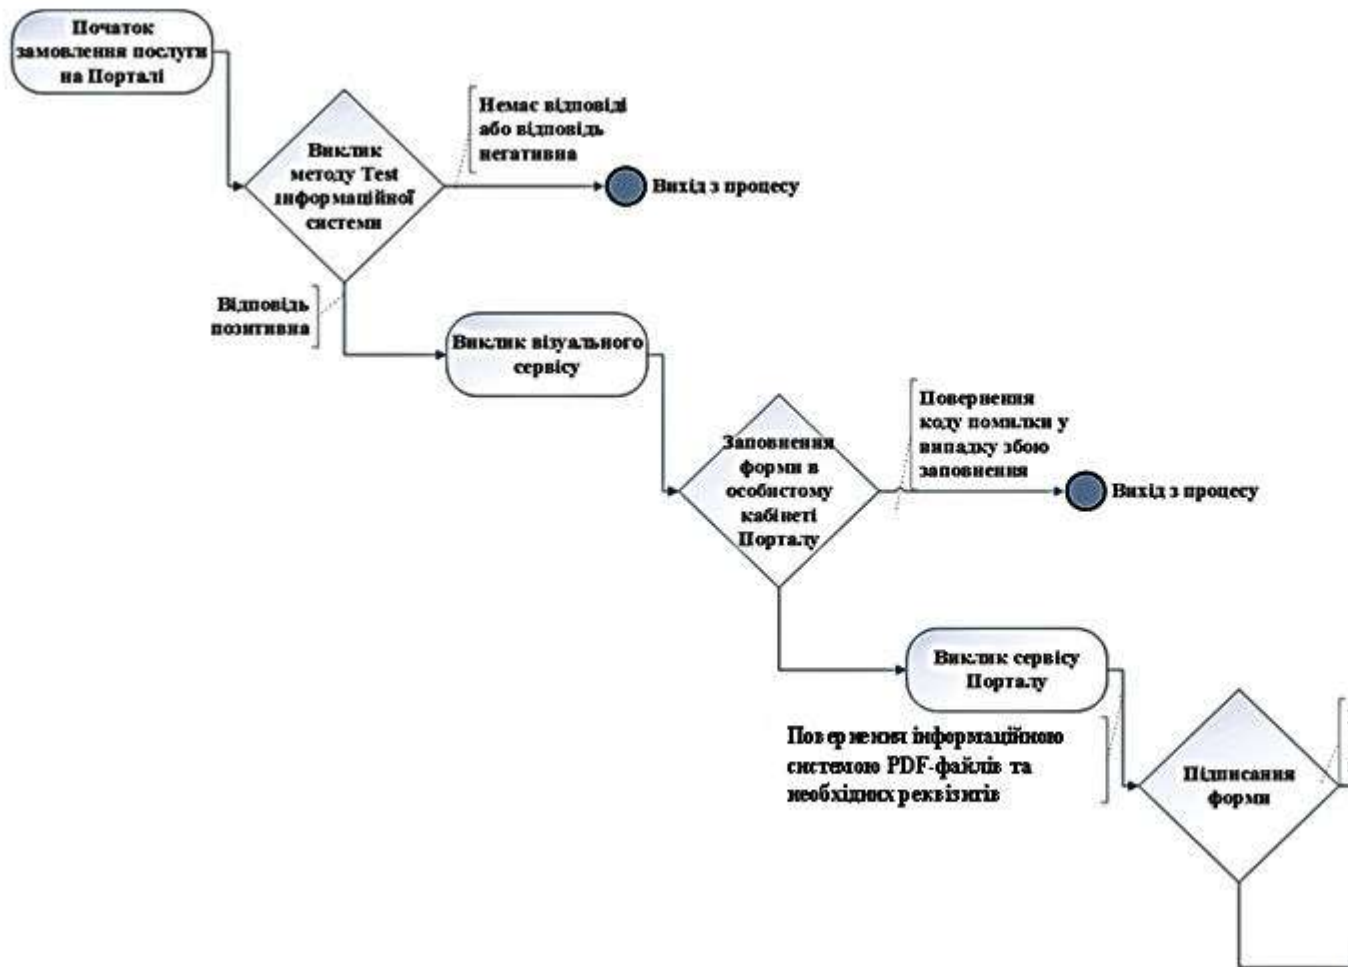 Початок
замовлення послуги
на Порталі
Виклик
методу Test
інформаційної
системи
Немає відповіді
або відповідь
негативна
Вихід з процесу
Відповідь
позитивна
Виклик візуального
сервісу
Заповнення
форми в
особистому
кабінеті
Порталу
Повернення
коду помилки у
випадку збою
заповнення
Вихід з процесу
Виклик сервісу
Порталу
Повернення інформаційною
системою PDF-файлів та
необхідних реквізитів
Підписання
форми